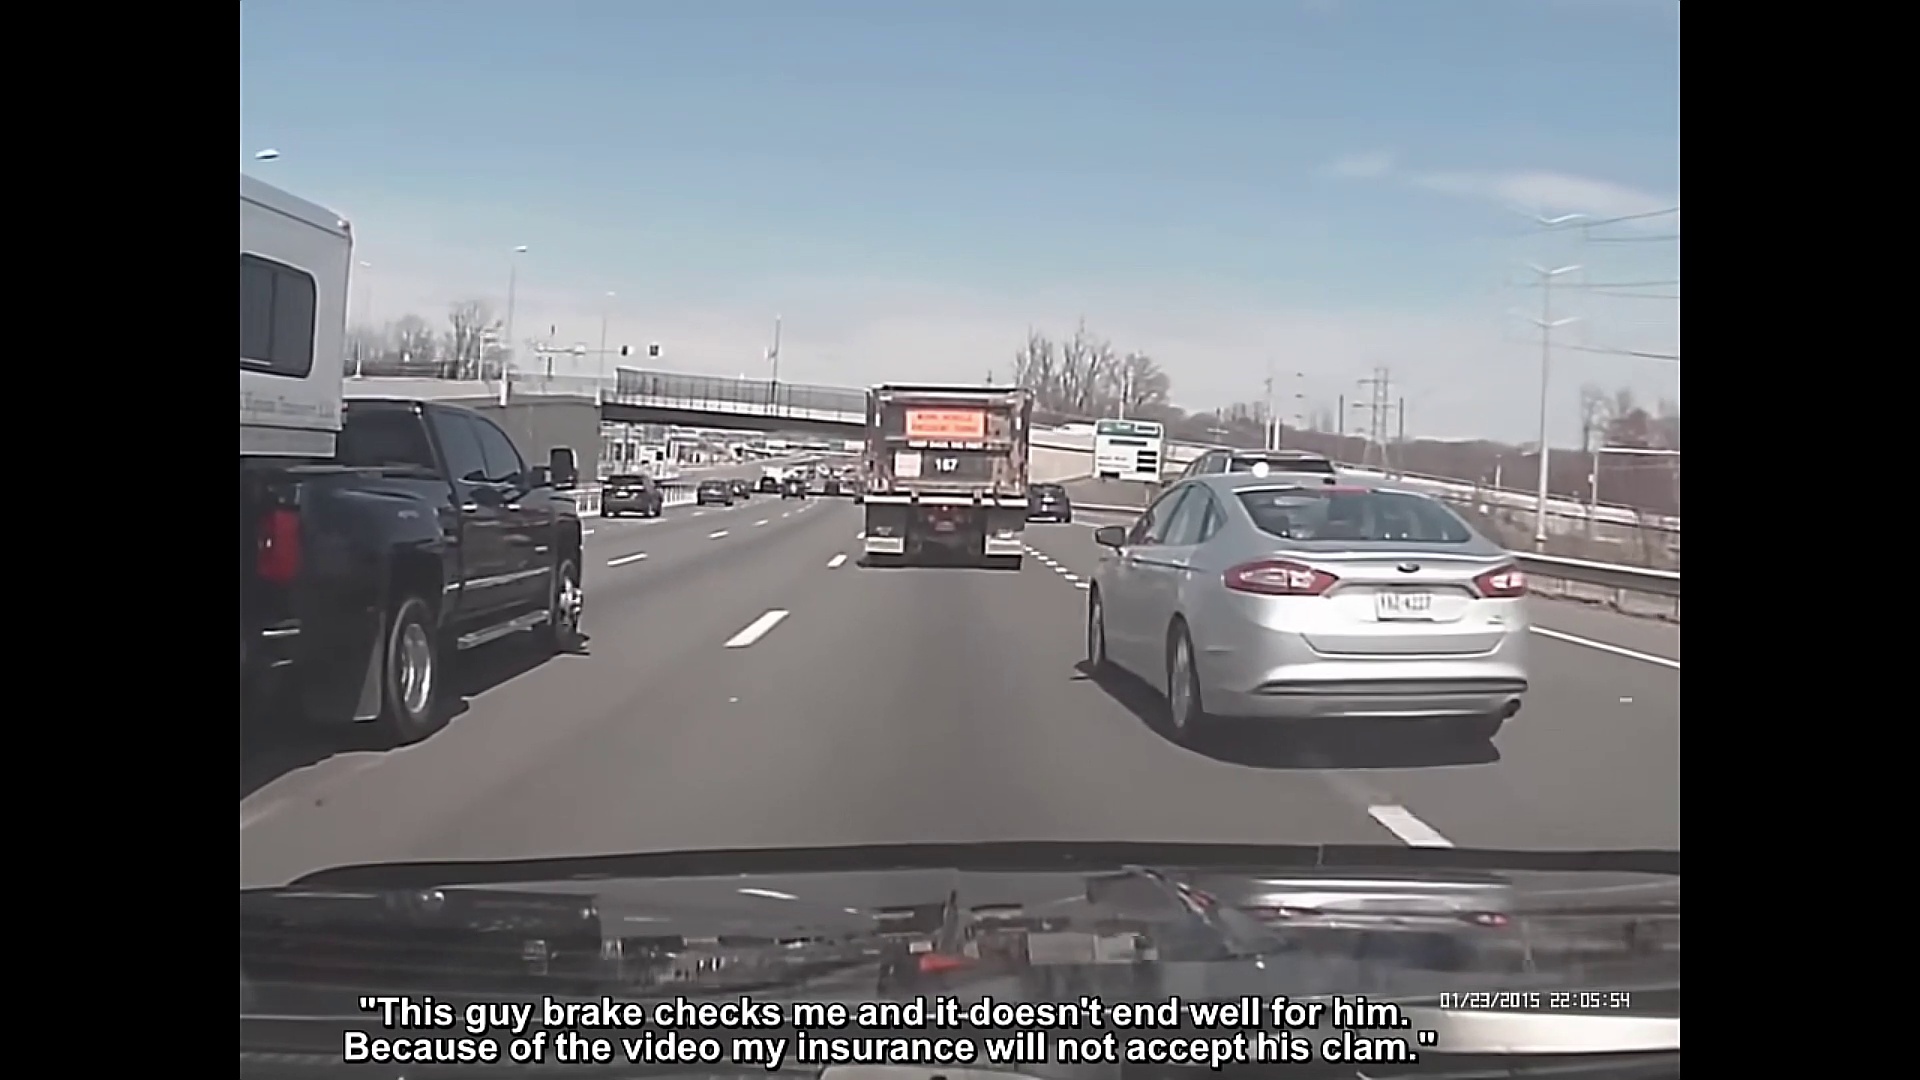 187
"This guy brake checks me and it doesn't end well for him.
Because of the video my insurance will not accept his clam."
01/23/2015 22:05:54